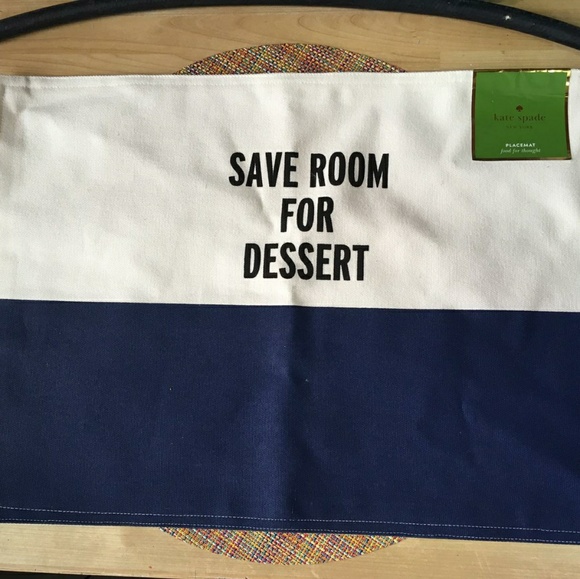 SAVE ROOM
FOR
DESSERT
kate spade
NEW YORK
PLACEMAT
food for thought